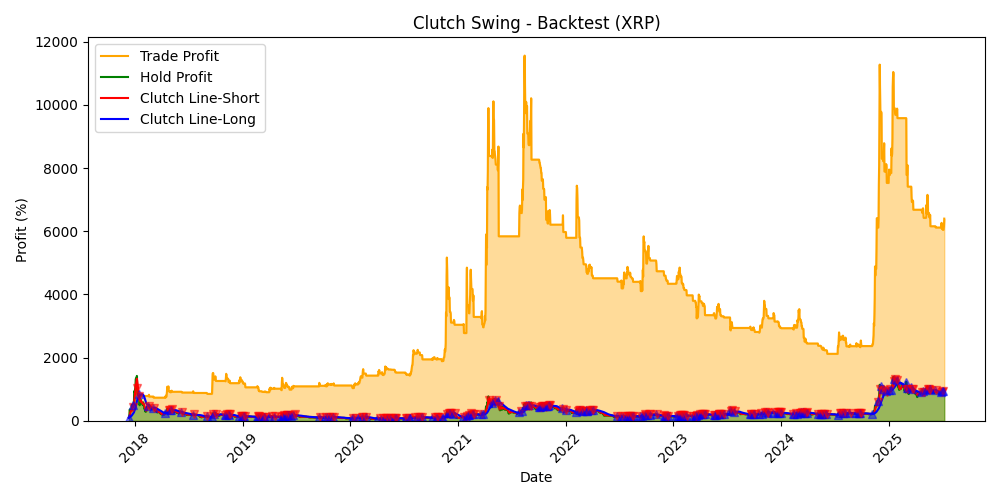 Clutch Swing - Backtest (XRP)
Trade Profit
Hold Profit
Clutch Line-Short
Clutch Line-Long
Profit (%)
12000
10000
8000
6000
4000
2000
0
2018
2019
2020
2021
2022
2023
2024
2025
Date